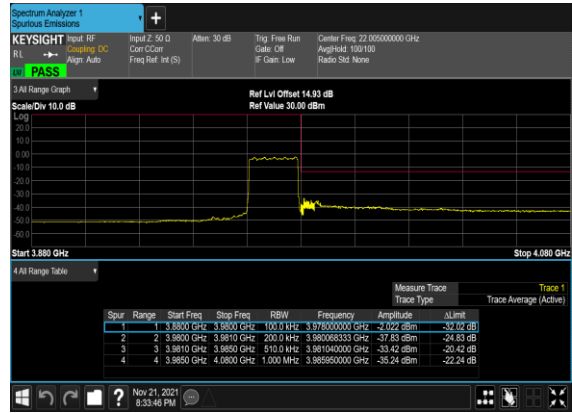 Spectrum Analyzer 1
Spurious Emissions
+
KEYSIGHT Input: RF Input Z: 50 Ω Atten: 30 dB Trig: Free Run Center Freq: 22.005000000 GHz
RL Coupling: DC Corr CCorr Gate: Off Avg|Hold: 100/100
Align: Auto Freq Ref: Int (S) IF Gain: Low Radio Std: None
PASS
3 All Range Graph
Ref Lvl Offset 14.93 dB
Scale/Div 10.0 dB Ref Value 30.00 dBm
Log
20.0
10.0
0.00
-10.0
-20.0
-30.0
-40.0
-50.0
-60.0
Start 3.880 GHz Stop 4.080 GHz
4 All Range Table
Measure Trace Trace 1
Trace Type Trace Average (Active)
Spur Range Start Freq Stop Freq RBW Frequency Amplitude ΔLimit
1 1 3.8800 GHz 3.9800 GHz 100.0 kHz 3.978000000 GHz -2.022 dBm -32.02 dB
2 2 3.9800 GHz 3.9810 GHz 200.0 kHz 3.980068333 GHz -37.83 dBm -24.83 dB
3 3 3.9810 GHz 3.9850 GHz 510.0 kHz 3.981040000 GHz -33.42 dBm -20.42 dB
4 4 3.9850 GHz 4.0800 GHz 1.000 MHz 3.985950000 GHz -35.24 dBm -22.24 dB
? Nov 21, 2021
8:33:46 PM